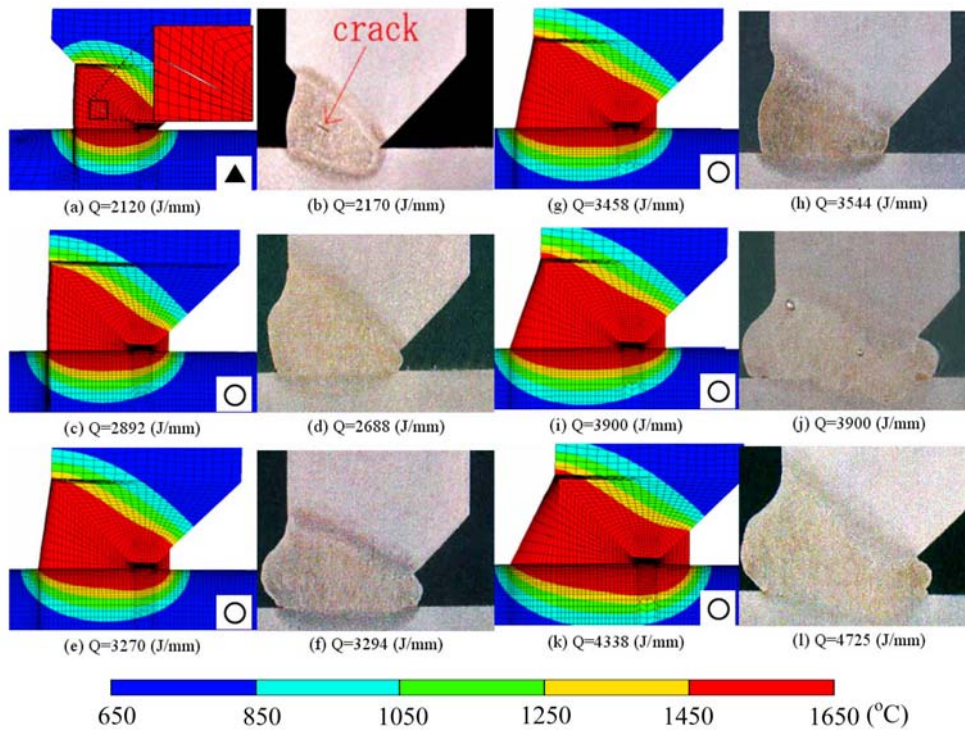 crack
(a) Q=2120 (J/mm)
(b) Q=2170 (J/mm)
(g) Q=3458 (J/mm)
(h) Q=3544 (J/mm)
(c) Q=2892 (J/mm)
(d) Q=2688 (J/mm)
(i) Q=3900 (J/mm)
(j) Q=3900 (J/mm)
(e) Q=3270 (J/mm)
(f) Q=3294 (J/mm)
(k) Q=4338 (J/mm)
(l) Q=4725 (J/mm)
650 850 1050 1250 1450 1650 (°C)